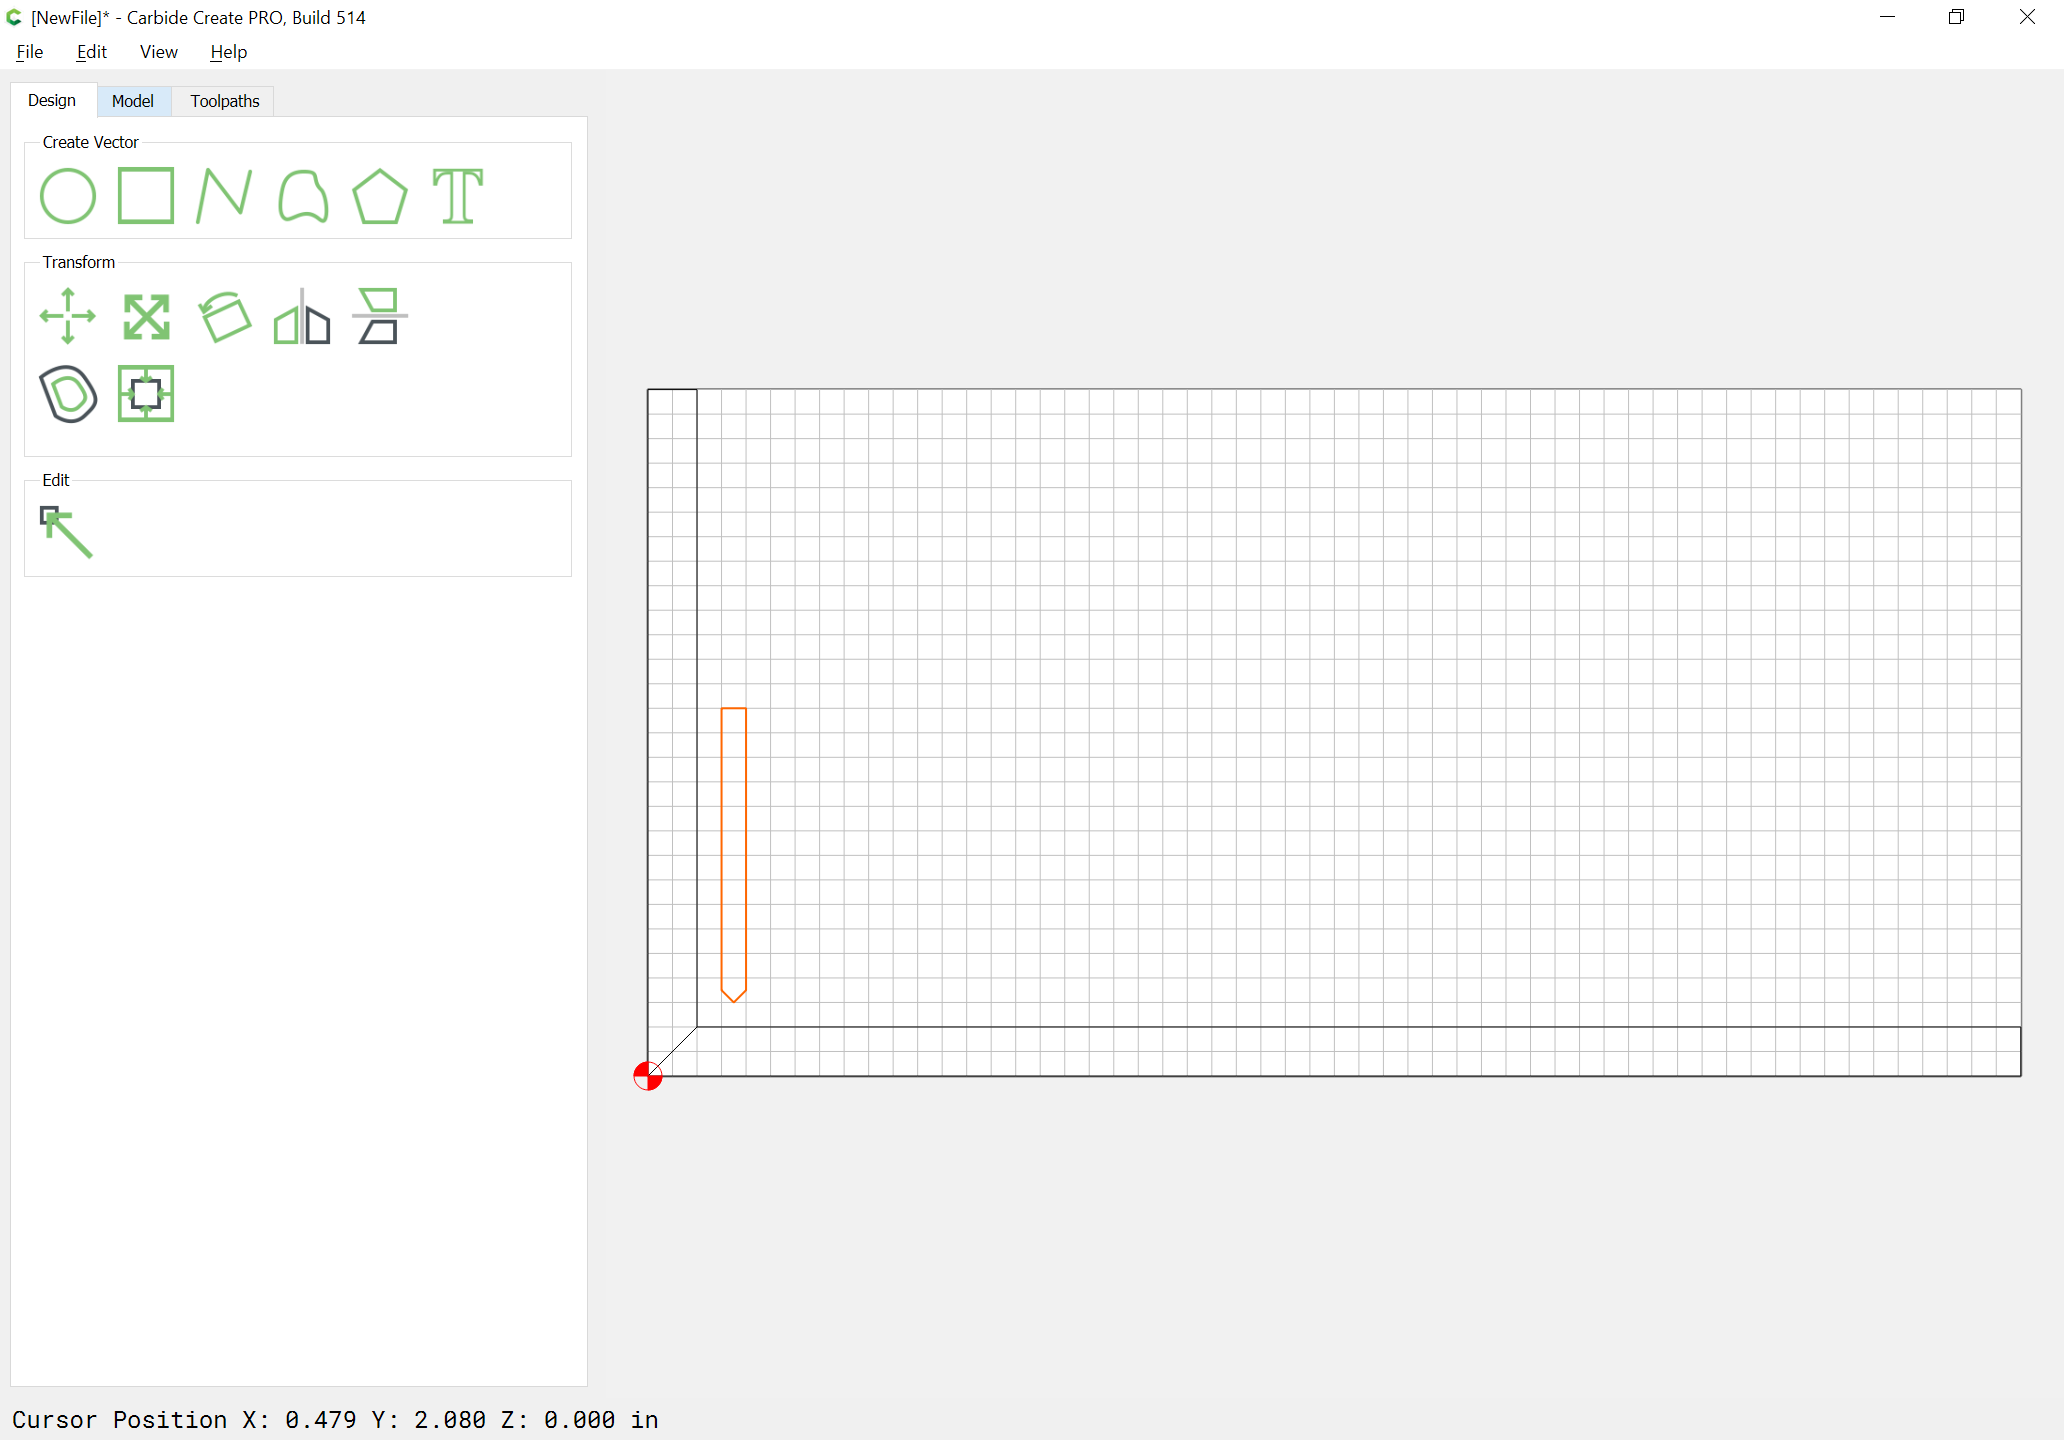 [NewFile]* - Carbide Create PRO, Build 514
File Edit View Help
Design Model Toolpaths
Create Vector
Transform
Edit
Cursor Position X: 0.479 Y: 2.080 Z: 0.000 in